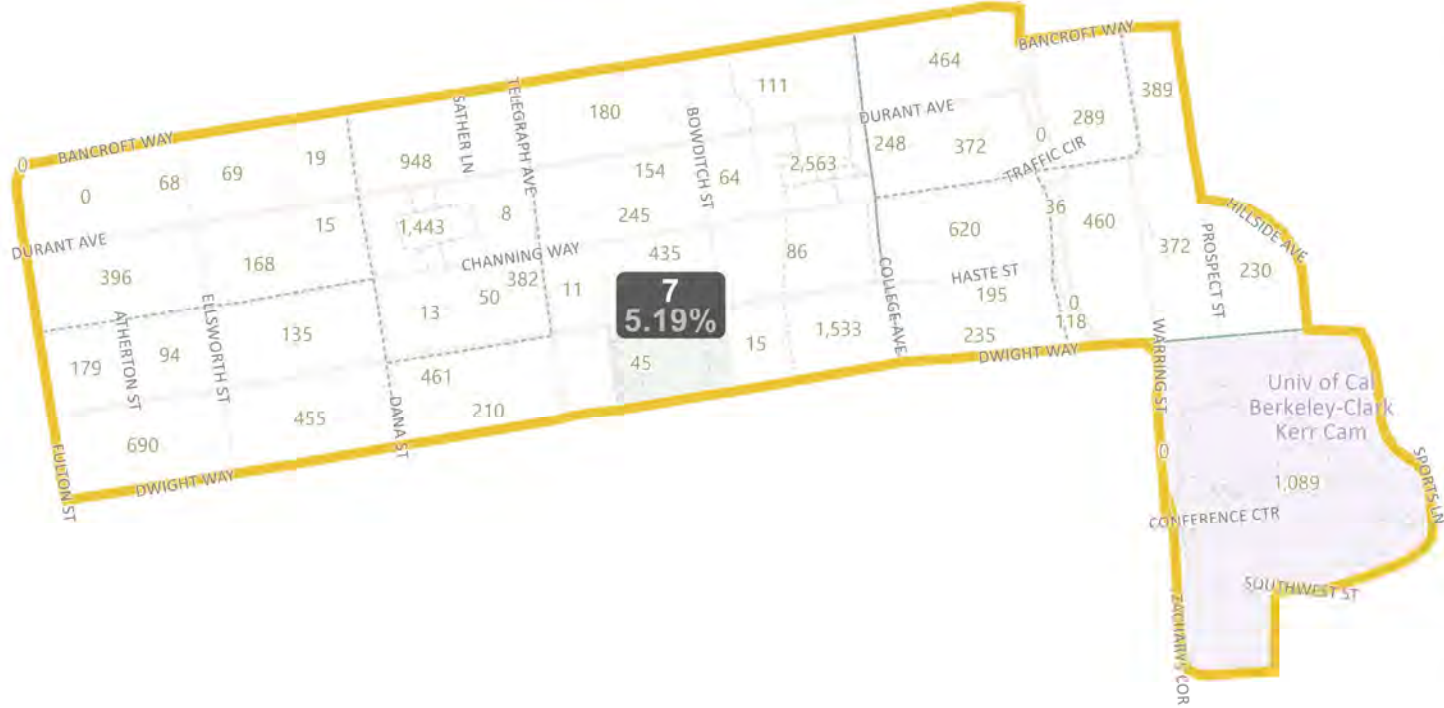 BANCROFT WAY
464
111
389
289
180
TELEGRAPH AVE
SATHER LN
BOWDITCH ST
DURANT AVE
0
BANCROFT WAY
0
19
948
248
372
0
68
69
154
64
2,563
TRAFFIC CIR
0
15
1,443
8
245
36
460
620
HILLSIDE AVE
DURANT AVE
396
168
CHANNING WAY
435
86
372
PROSPECT ST
230
382
11
COLLEGE AVE
HASTE ST
7
5.19%
13
50
195
0
118
ATHERTON ST
ELLSWORTH ST
135
179
94
45
15
1,533
235
DWIGHT WAY
WARRING ST
461
210
DANA ST
455
690
Univ of Cal
Berkeley-Clark
Kerr Cam
FULTON ST
DWIGHT WAY
0
1,089
SPORTS LN
CONFERENCE CTR
SOUTHWEST ST
ZACHARY'S COR